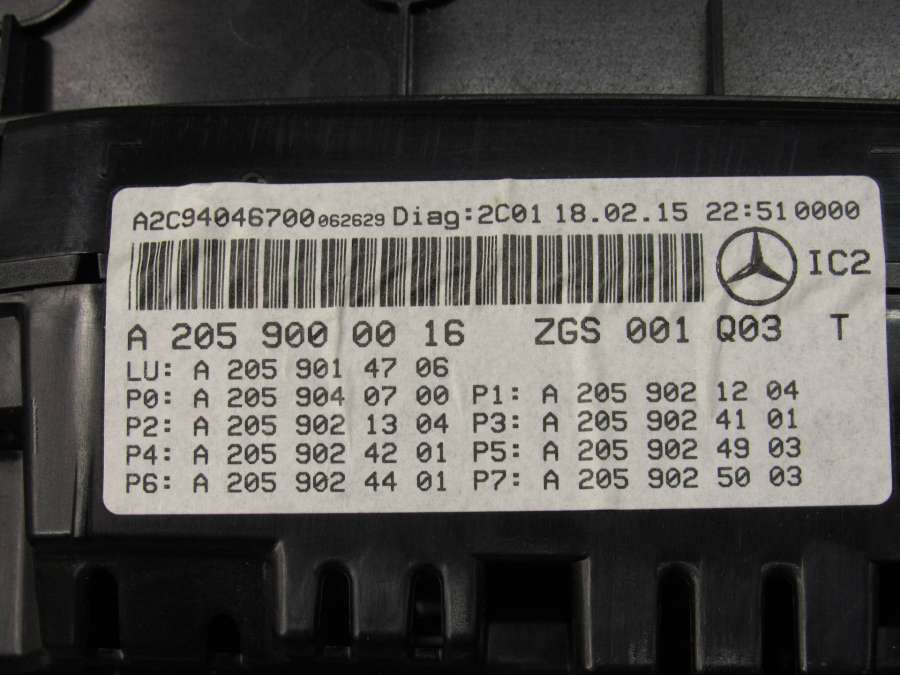 A2C94046700 062629 Diag:2C01 18.02.15 22:51 0000
IC2
A 205 900 00 16 ZGS 001 Q03 T
LU: A 205 901 47 06
P0: A 205 904 07 00 P1: A 205 902 12 04
P2: A 205 902 13 04 P3: A 205 902 41 01
P4: A 205 902 42 01 P5: A 205 902 49 03
P6: A 205 902 44 01 P7: A 205 902 50 03